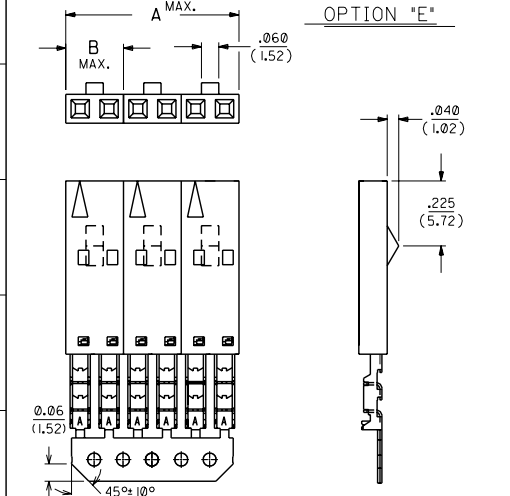 A MAX.
OPTION "E"
B
MAX.
.060
(1.52)
.040
(1.02)
.225
(5.72)
A A A A A A
0.06
(1.52)
45°±10°